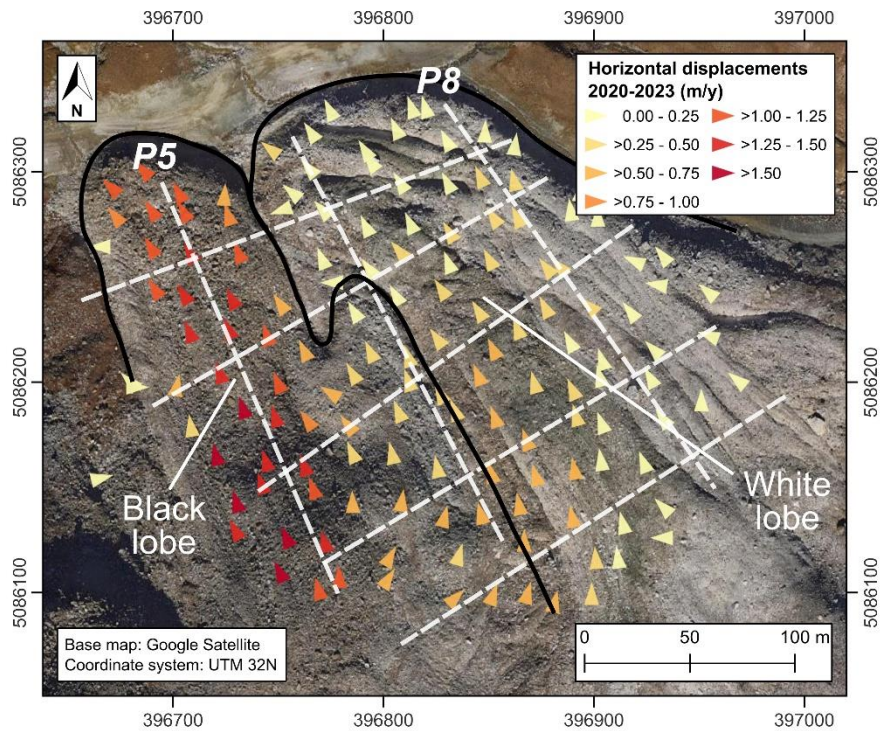 396700 396800 396900 397000
N
P8
P5
Horizontal displacements
2020-2023 (m/y)
0.00 - 0.25 >1.00 - 1.25
>0.25 - 0.50 >1.25 - 1.50
>0.50 - 0.75 >1.50
>0.75 - 1.00
5086300 5086300
5086200 5086200
5086100 5086100
Black
lobe
White
lobe
Base map: Google Satellite
Coordinate system: UTM 32N
0 50 100 m
396700 396800 396900 397000